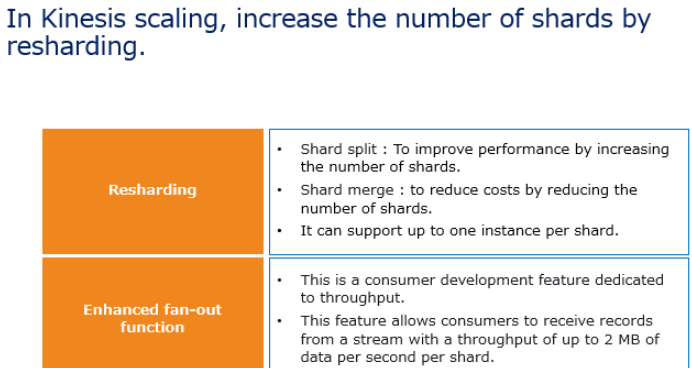 In Kinesis scaling, increase the number of shards by
resharding.
Resharding
• Shard split : To improve performance by increasing
the number of shards.
• Shard merge : to reduce costs by reducing the
number of shards.
• It can support up to one instance per shard.
Enhanced fan-out
function
• This is a consumer development feature dedicated
to throughput.
• This feature allows consumers to receive records
from a stream with a throughput of up to 2 MB of
data per second per shard.